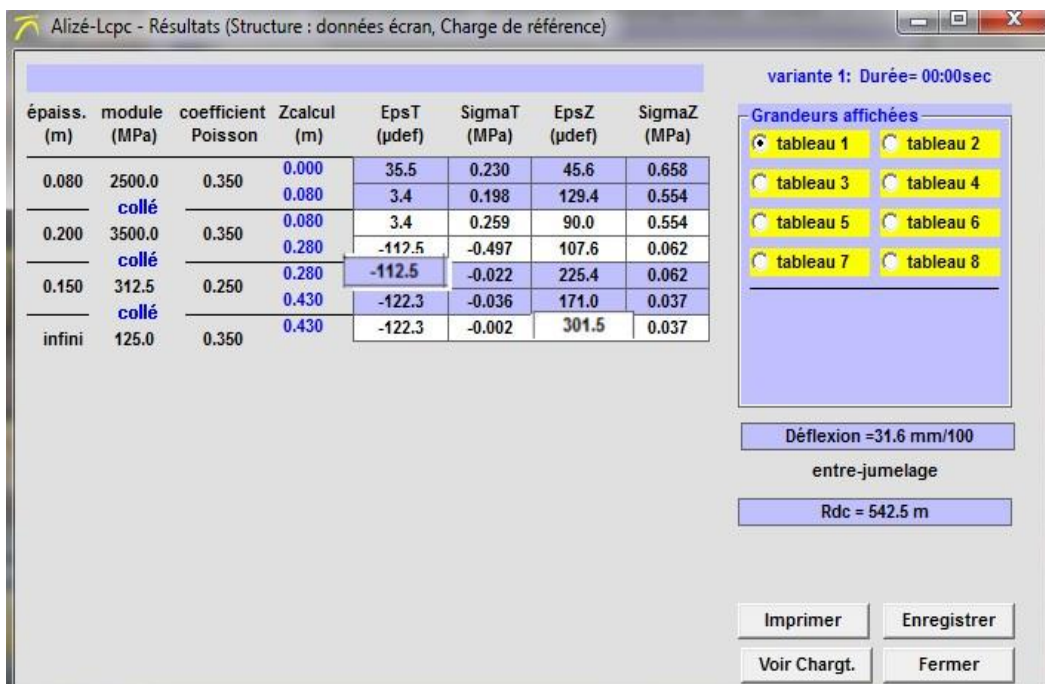 Alizé-Lcpc - Résultats (Structure : données écran, Charge de référence)
variante 1: Durée= 00:00sec
épaiss. module coefficient Zcalcul EpsT SigmaT EpsZ SigmaZ
(m) (MPa) Poisson (m) (µdef) (MPa) (µdef) (MPa)
0.000 35.5 0.230 45.6 0.658
0.080 2500.0 0.350
0.080 3.4 0.198 129.4 0.554
collé
0.080 3.4 0.259 90.0 0.554
0.200 3500.0 0.350
0.280 -112.5 -0.497 107.6 0.062
collé
0.280 -112.5 -0.022 225.4 0.062
0.150 312.5 0.250
0.430 -122.3 -0.036 171.0 0.037
collé
0.430 -122.3 -0.002 301.5 0.037
infini 125.0 0.350
Grandeurs affichées
tableau 1 tableau 2
tableau 3 tableau 4
tableau 5 tableau 6
tableau 7 tableau 8
Déflexion =31.6 mm/100
entre-jumelage
Rdc = 542.5 m
Imprimer Enregistrer
Voir Chargt. Fermer